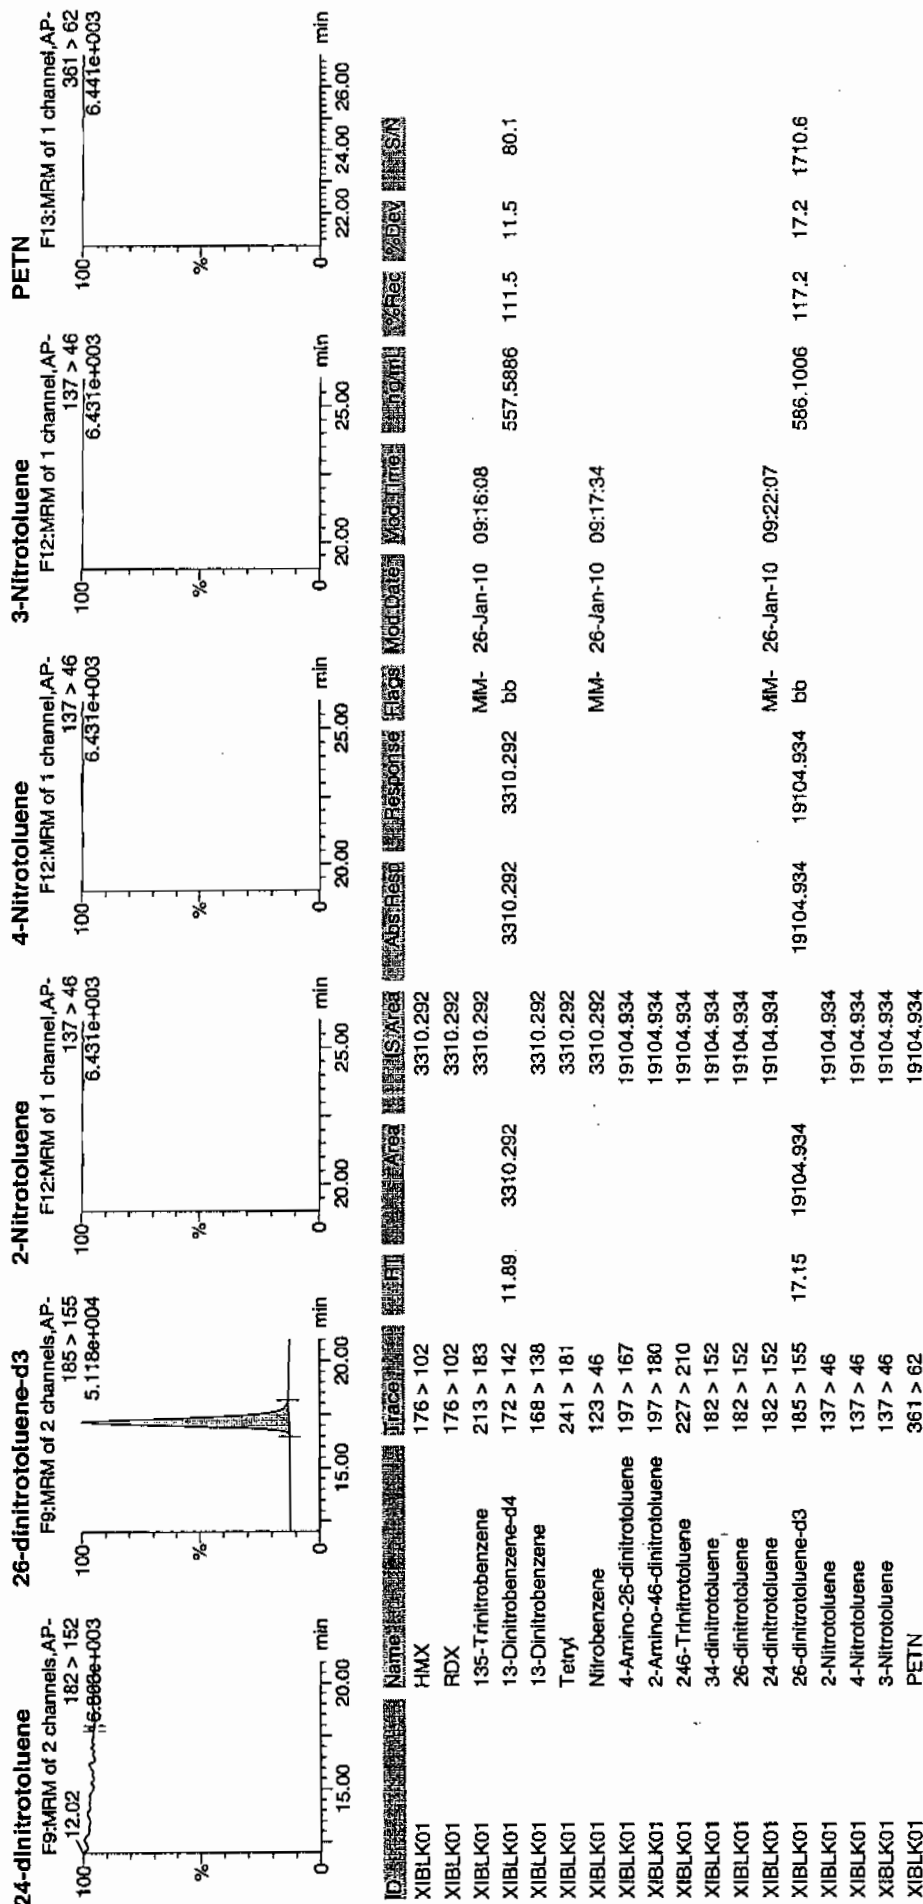 24-dinitrotoluene
F9:MRM of 2 channels,AP-
182 > 152
12.02
100
%
0
15.00 20.00 min
26-dinitrotoluene-d3
F9:MRM of 2 channels,AP-
185 > 155
5.118e+004
100
%
0
15.00 20.00 min
2-Nitrotoluene
F12:MRM of 1 channel,AP-
137 > 46
6.431e+003
100
%
0
20.00 25.00 min
4-Nitrotoluene
F12:MRM of 1 channel,AP-
137 > 46
6.431e+003
100
%
0
20.00 25.00 min
3-Nitrotoluene
F12:MRM of 1 channel,AP-
137 > 46
6.431e+003
100
%
0
20.00 25.00 min
PETN
F13:MRM of 1 channel,AP-
361 > 62
6.441e+003
100
%
0
22.00 24.00 26.00 min
ID Name Trace RT Area IS Area Abs.Resp Response Flags Mod.Date Mod.Time ng/mL %Rec %Dev S/N
XIBLK01 HMX 176 > 102 3310.292
XIBLK01 RDX 176 > 102 3310.292
XIBLK01 135-Trinitrobenzene 213 > 183 3310.292 MM- 26-Jan-10 09:16:08
XIBLK01 13-Dinitrobenzene-d4 172 > 142 11.89 3310.292 3310.292 3310.292 bb 557.5886 111.5 11.5 80.1
XIBLK01 13-Dinitrobenzene 168 > 138 3310.292
XIBLK01 Tetryl 241 > 181 3310.292
XIBLK01 Nitrobenzene 123 > 46 3310.292 MM- 26-Jan-10 09:17:34
XIBLK01 4-Amino-26-dinitrotoluene 197 > 167 19104.934
XIBLK01 2-Amino-46-dinitrotoluene 197 > 180 19104.934
XIBLK01 246-Trinitrotoluene 227 > 210 19104.934
XIBLK01 34-dinitrotoluene 182 > 152 19104.934
XIBLK01 26-dinitrotoluene 182 > 152 19104.934
XIBLK01 24-dinitrotoluene 182 > 152 19104.934 MM- 26-Jan-10 09:22:07
XIBLK01 26-dinitrotoluene-d3 185 > 155 17.15 19104.934 19104.934 19104.934 bb 586.1006 117.2 17.2 1710.6
XIBLK01 2-Nitrotoluene 137 > 46 19104.934
XIBLK01 4-Nitrotoluene 137 > 46 19104.934
XIBLK01 3-Nitrotoluene 137 > 46 19104.934
XIBLK01 PETN 361 > 62 19104.934